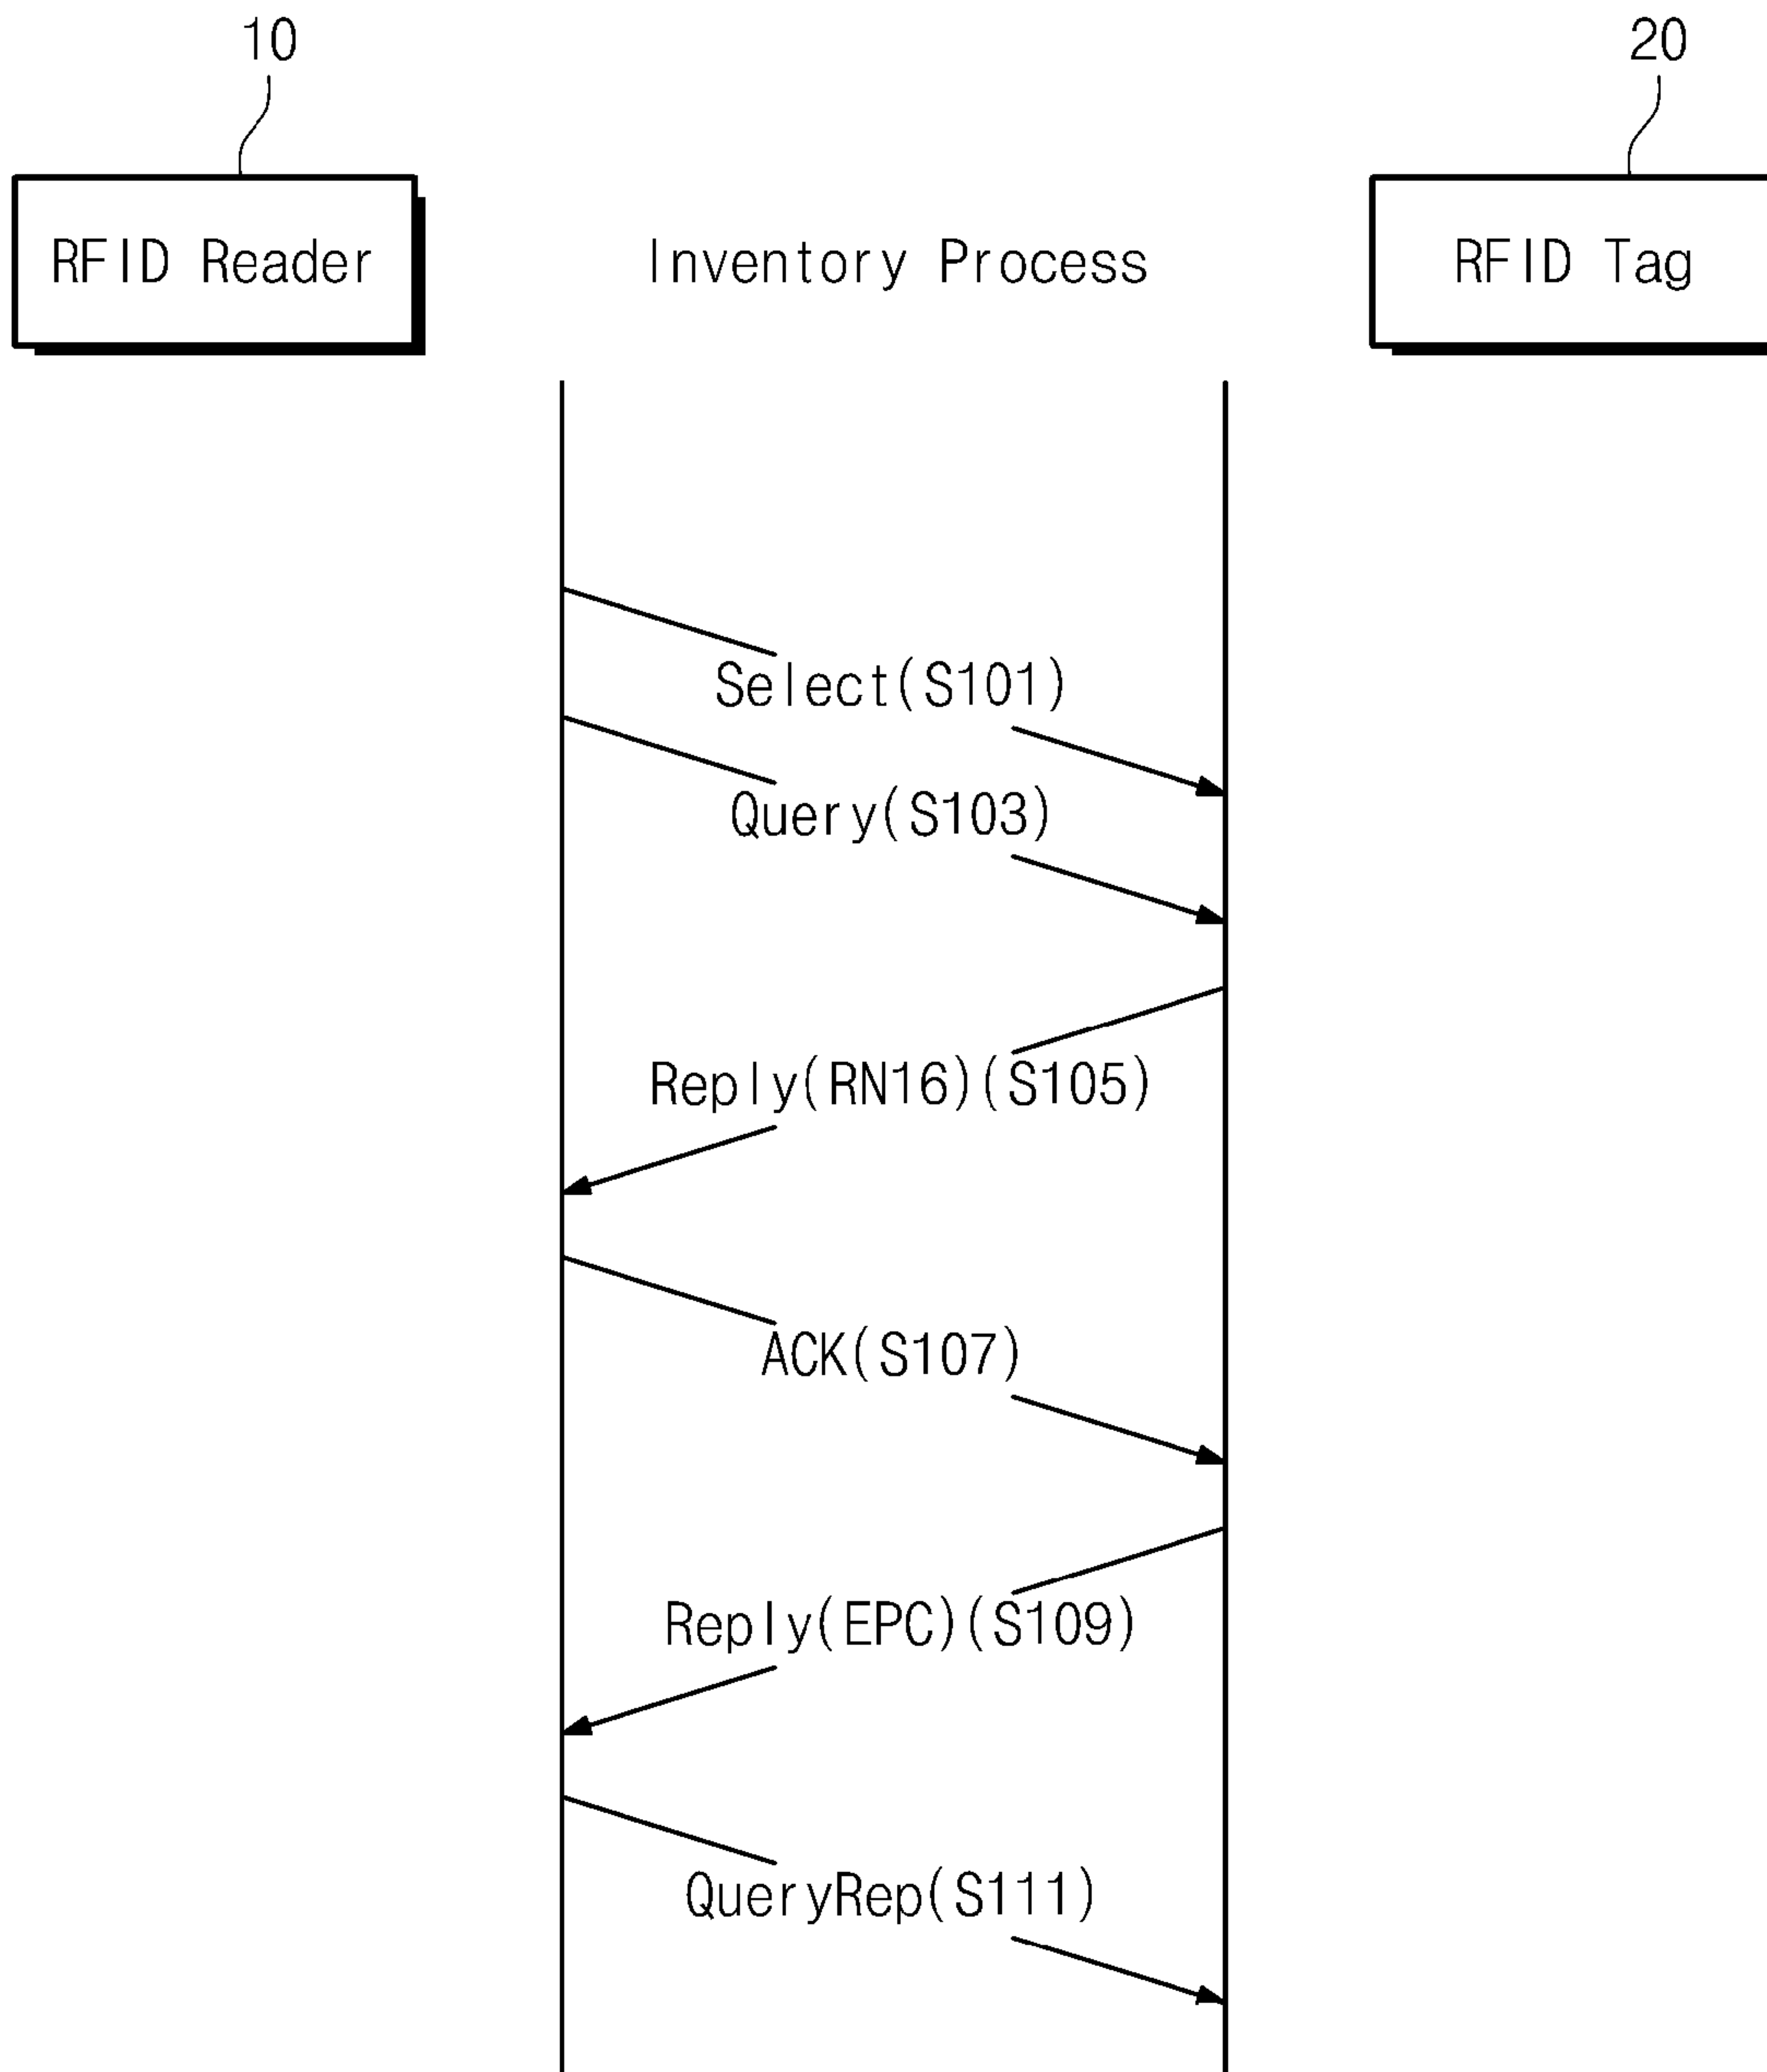 10
20
RFID Reader
Inventory Process
RFID Tag
Select(S101)
Query(S103)
Reply(RN16)(S105)
ACK(S107)
Reply(EPC)(S109)
QueryRep(S111)